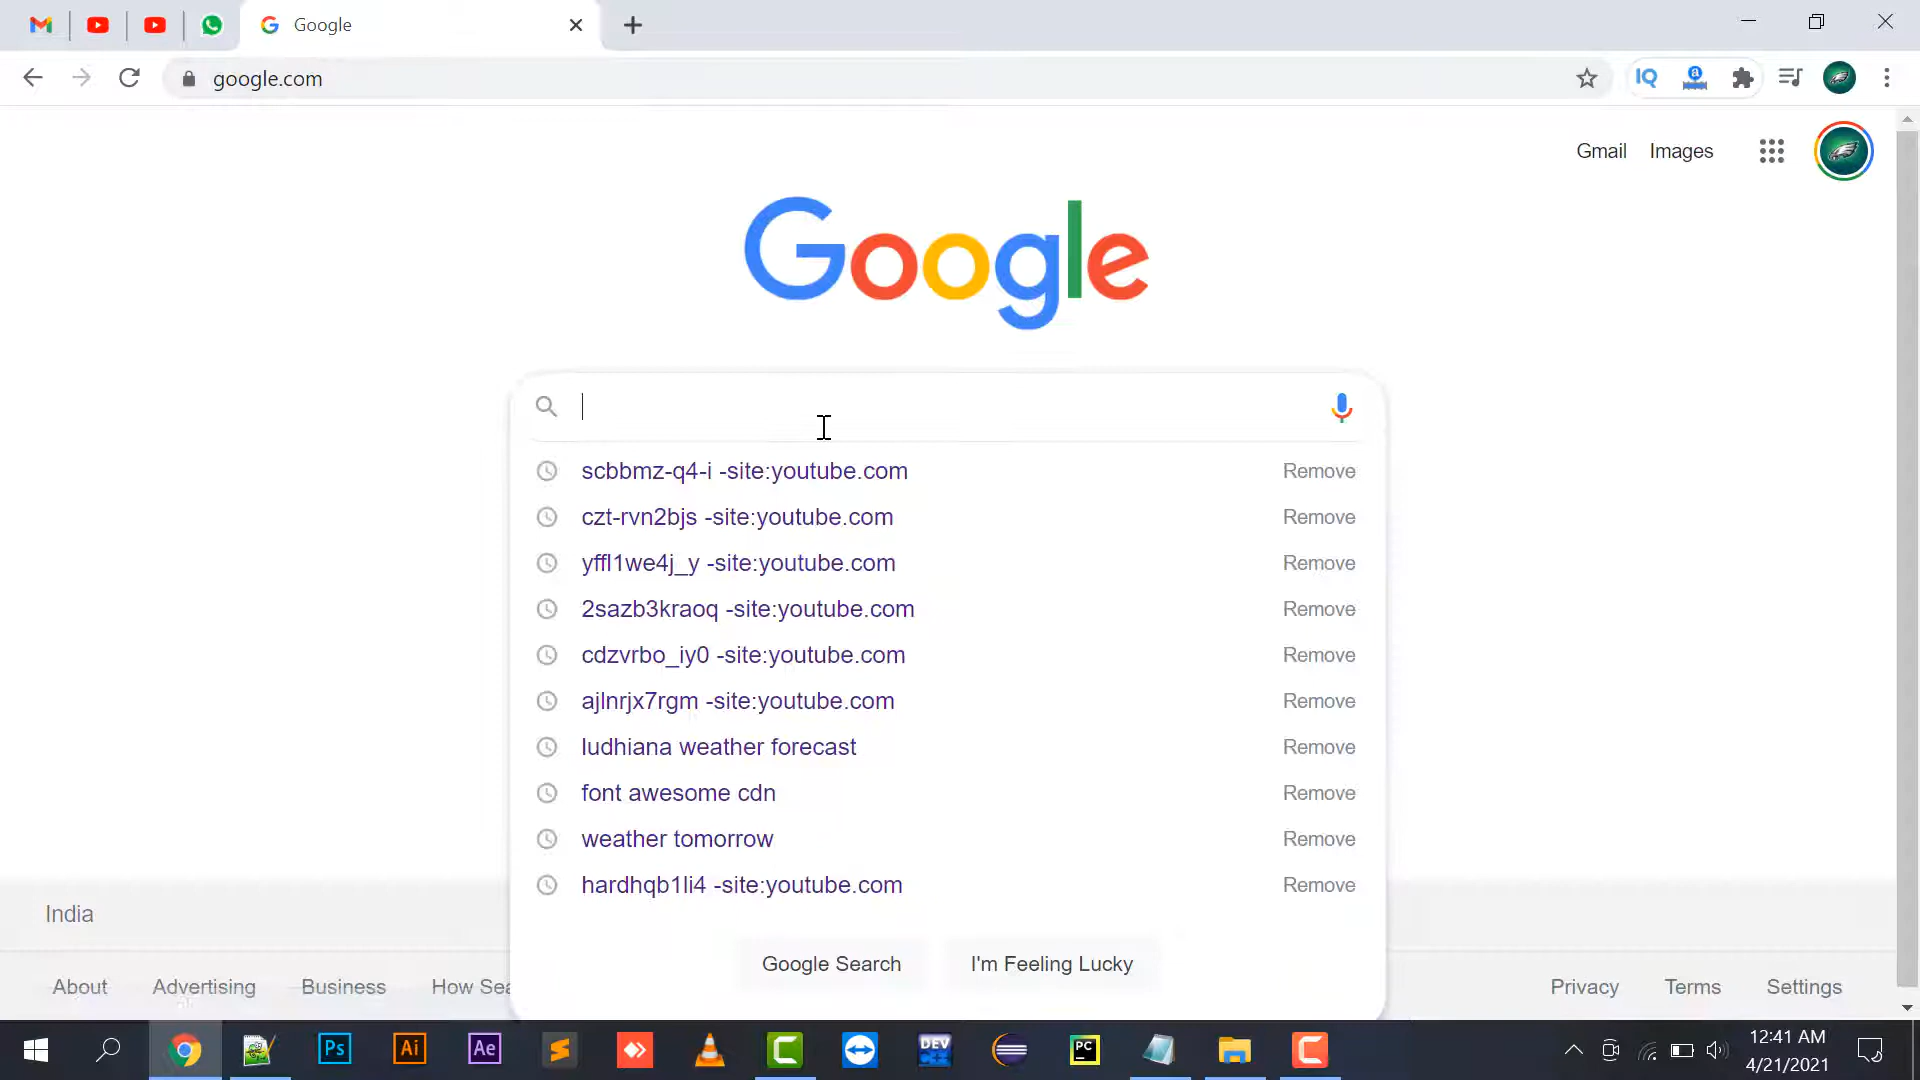 Google
google.com
IQ
a
Gmail Images
Google
scbbmz-q4-i -site:youtube.com Remove
czt-rvn2bjs -site:youtube.com Remove
yffl1we4j_y -site:youtube.com Remove
2sazb3kraoq -site:youtube.com Remove
cdzvrbo_iy0 -site:youtube.com Remove
ajlnrjx7rgm -site:youtube.com Remove
ludhiana weather forecast Remove
font awesome cdn Remove
weather tomorrow Remove
hardhqb1li4 -site:youtube.com Remove
India
Google Search I'm Feeling Lucky
About Advertising Business How Sea Privacy Terms Settings
Ps Ai Ae DEV PC
12:41 AM
4/21/2021